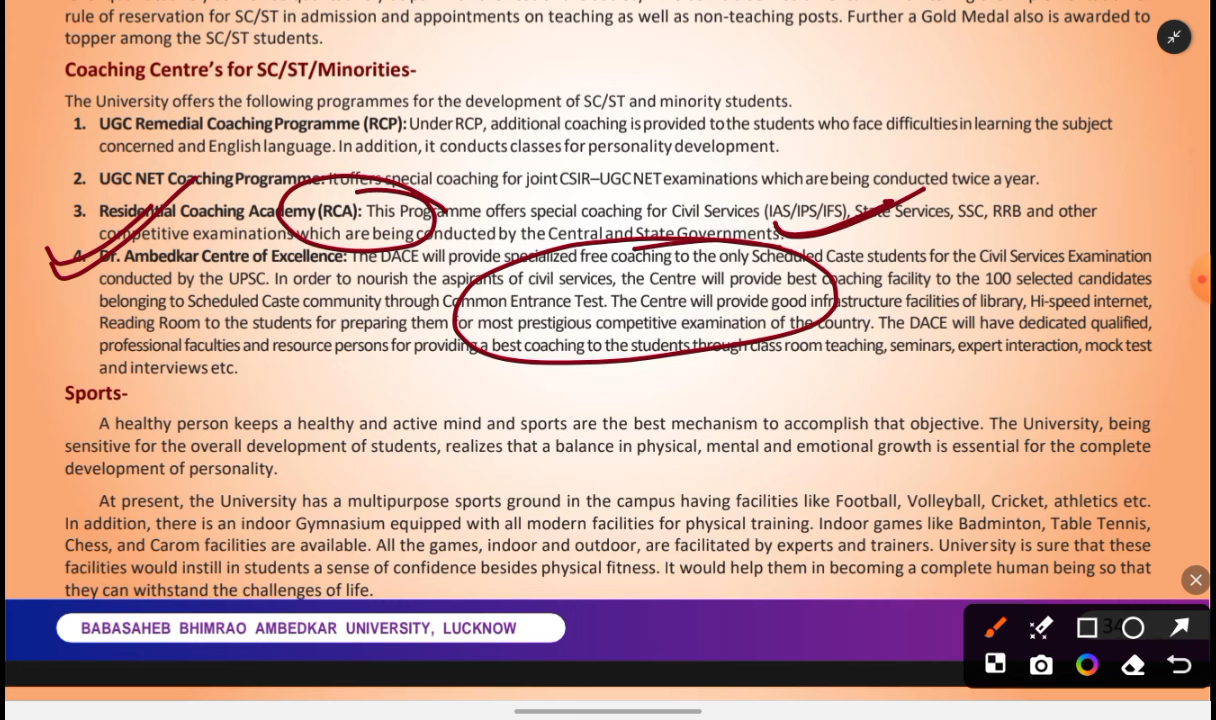 rule of reservation for SC/ST in admission and appointments on teaching as well as non-teaching posts. Further a Gold Medal also is awarded to
topper among the SC/ST students.
Coaching Centre's for SC/ST/Minorities-
The University offers the following programmes for the development of SC/ST and minority students.
1. UGC Remedial Coaching Programme (RCP): Under RCP, additional coaching is provided to the students who face difficulties in learning the subject
concerned and English language. In addition, it conducts classes for personality development.
2. UGC NET Coaching Programme: It offers special coaching for joint CSIR–UGC NET examinations which are being conducted twice a year.
3. Residential Coaching Academy (RCA): This Programme offers special coaching for Civil Services (IAS/IPS/IFS), State Services, SSC, RRB and other
competitive examinations which are being conducted by the Central and State Governments.
4. Dr. Ambedkar Centre of Excellence: The DACE will provide specialized free coaching to the only Scheduled Caste students for the Civil Services Examination
conducted by the UPSC. In order to nourish the aspirants of civil services, the Centre will provide best coaching facility to the 100 selected candidates
belonging to Scheduled Caste community through Common Entrance Test. The Centre will provide good infrastructure facilities of library, Hi-speed internet,
Reading Room to the students for preparing them for most prestigious competitive examination of the country. The DACE will have dedicated qualified,
professional faculties and resource persons for providing a best coaching to the students through class room teaching, seminars, expert interaction, mock test
and interviews etc.
Sports-
A healthy person keeps a healthy and active mind and sports are the best mechanism to accomplish that objective. The University, being
sensitive for the overall development of students, realizes that a balance in physical, mental and emotional growth is essential for the complete
development of personality.
At present, the University has a multipurpose sports ground in the campus having facilities like Football, Volleyball, Cricket, athletics etc.
In addition, there is an indoor Gymnasium equipped with all modern facilities for physical training. Indoor games like Badminton, Table Tennis,
Chess, and Carom facilities are available. All the games, indoor and outdoor, are facilitated by experts and trainers. University is sure that these
facilities would instill in students a sense of confidence besides physical fitness. It would help them in becoming a complete human being so that
they can withstand the challenges of life.
BABASAHEB BHIMRAO AMBEDKAR UNIVERSITY, LUCKNOW
34